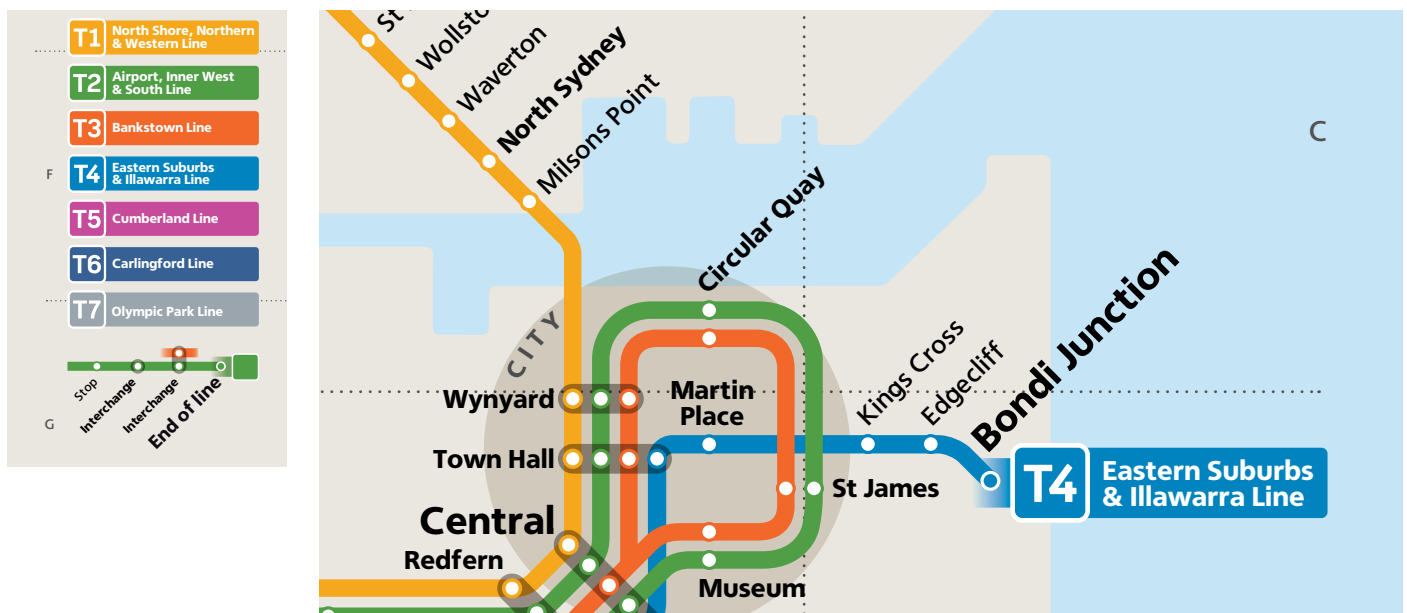 T1 North Shore, Northern
& Western Line
T2 Airport, Inner West
& South Line
T3 Bankstown Line
F
T4 Eastern Suburbs
& Illawarra Line
T5 Cumberland Line
T6 Carlingford Line
T7 Olympic Park Line
Stop
Interchange
Interchange
End of line
G
Waverton
North Sydney
Milsons Point
C
Circular Quay
CITY
Wynyard
Martin
Place
Kings Cross
Edgecliff
Bondi Junction
Town Hall
T4 Eastern Suburbs
& Illawarra Line
St James
Central
Redfern
Museum